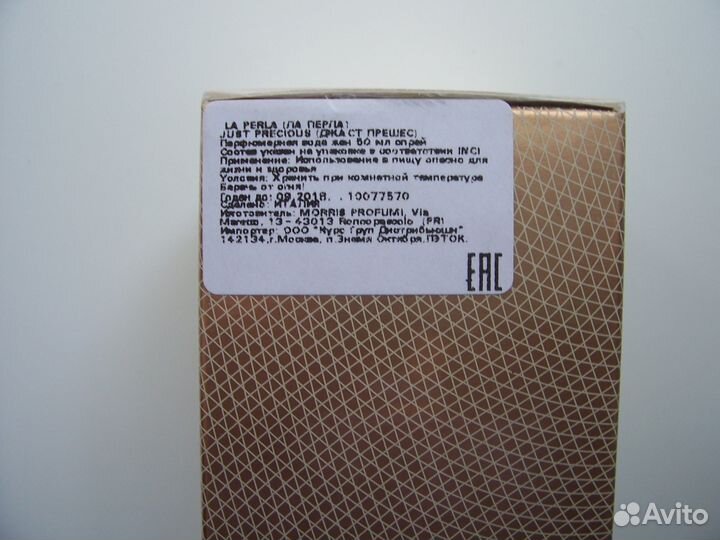 LA PERLA (ЛА ПЕРЛА)
JUST PRECIOUS (ДЖАСТ ПРЕШЕС)
Парфюмерная вода жен 50 мл спрей
Состав указан на упаковке в соответствии INCI
Применение: Использование в пищу опасно для
жизни и здоровья
Условия: Хранить при комнатной температуре
Беречь от огня!
Годен до: 09.2018. . 10077570
Сделано: ИТАЛИЯ
Изготовитель: MORRIS PROFUMI, Via
13 - 43013 (PR)
Импортер: ООО "Курс Груп Дистрибьюшн"
142134,г.Москва, п.Знамя Октября,ПЭТОК.
EAC
Avito